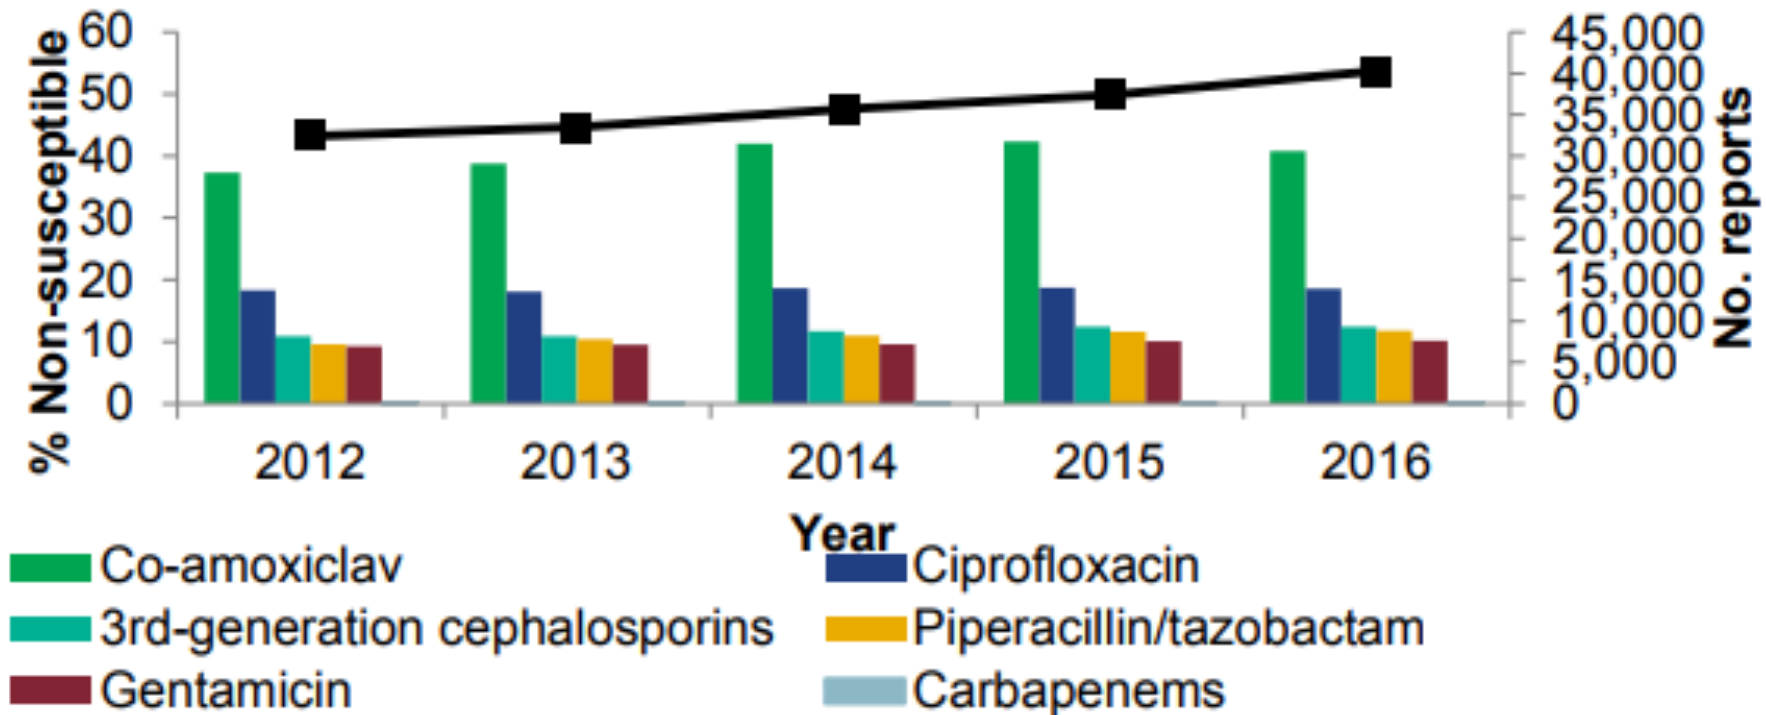 % Non-susceptible
60
50
40
30
20
10
0
45,000
40,000
35,000
30,000
25,000
20,000
15,000
10,000
5,000
0
No. reports
2012 2013 2014 2015 2016
Year
Co-amoxiclav Ciprofloxacin
3rd-generation cephalosporins Piperacillin/tazobactam
Gentamicin Carbapenems